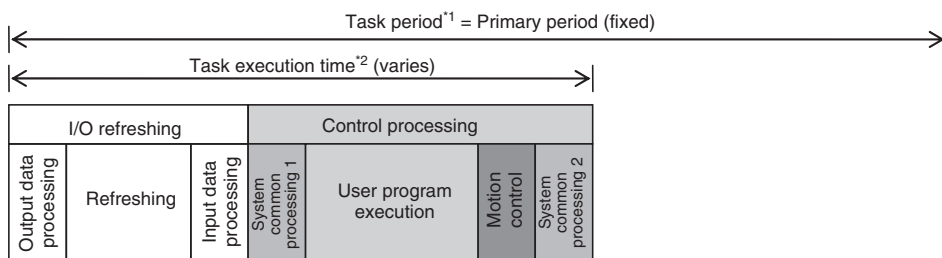 Task period*1 = Primary period (fixed)
Task execution time*2 (varies)
I/O refreshing
Control processing
Output data
processing
Refreshing
Input data
processing
System
common
processing 1
User program
execution
Motion
control
System
common
processing 2